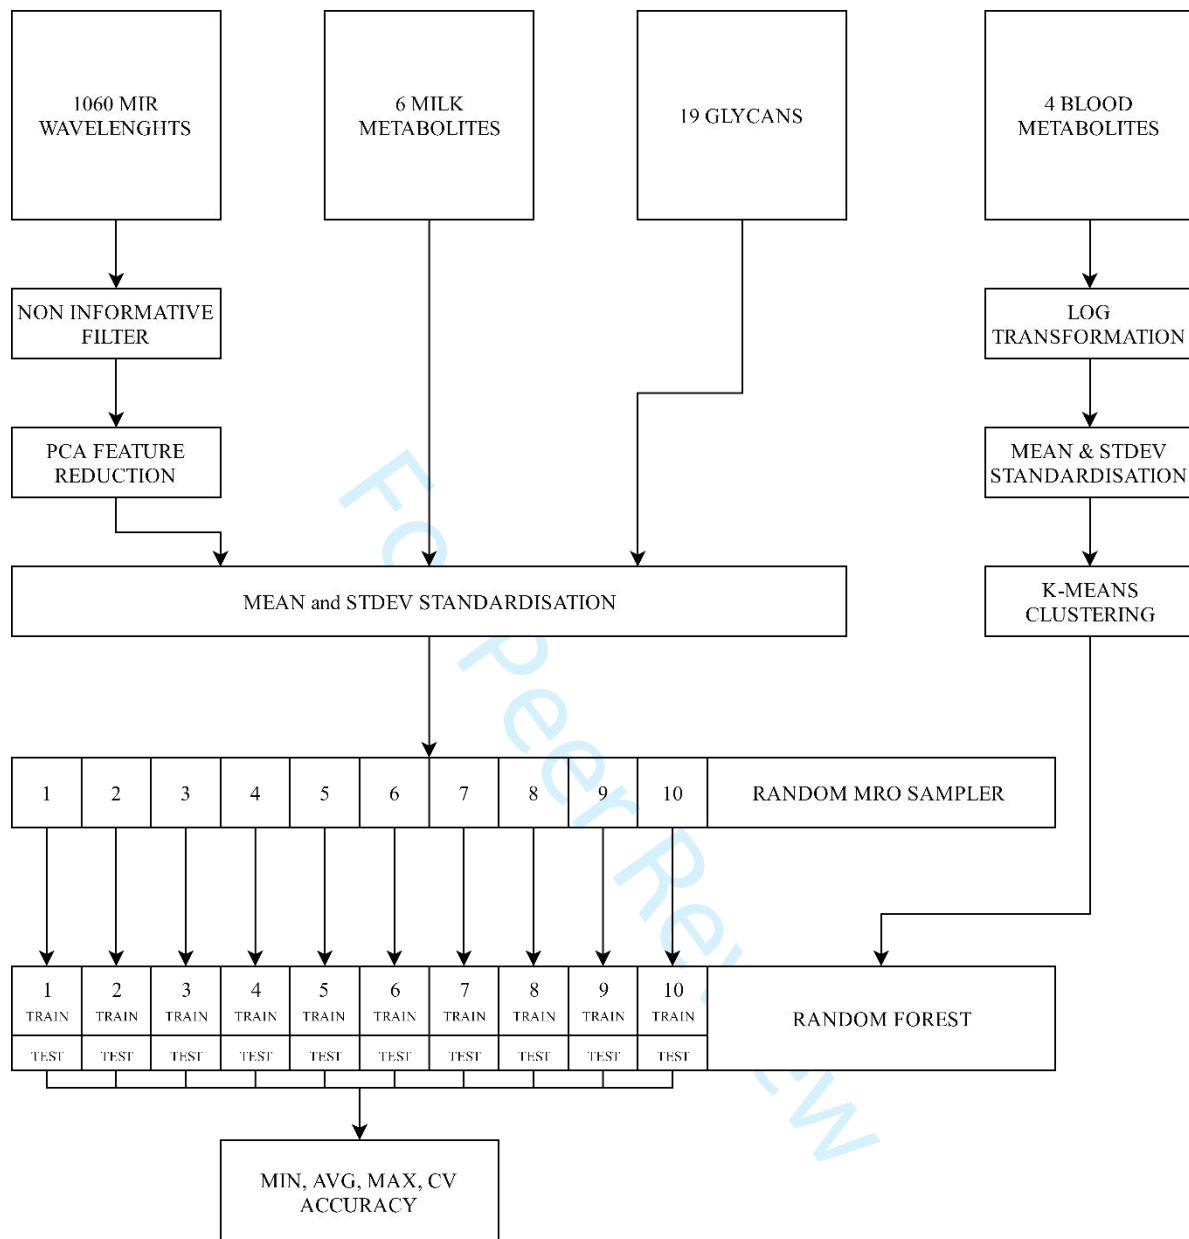 1060 MIR
WAVELENGHTS
6 MILK
METABOLITES
19 GLYCANS
4 BLOOD
METABOLITES
NON INFORMATIVE
FILTER
LOG
TRANSFORMATION
PCA FEATURE
REDUCTION
MEAN & STDEV
STANDARDISATION
MEAN and STDEV STANDARDISATION
K-MEANS
CLUSTERING
1 2 3 4 5 6 7 8 9 10 RANDOM MRO SAMPLER
1 2 3 4 5 6 7 8 9 10
TRAIN TRAIN TRAIN TRAIN TRAIN TRAIN TRAIN TRAIN TRAIN TRAIN
RANDOM FOREST
TEST TEST TEST TEST TEST TEST TEST TEST TEST TEST
MIN, AVG, MAX, CV
ACCURACY
For Peer Review